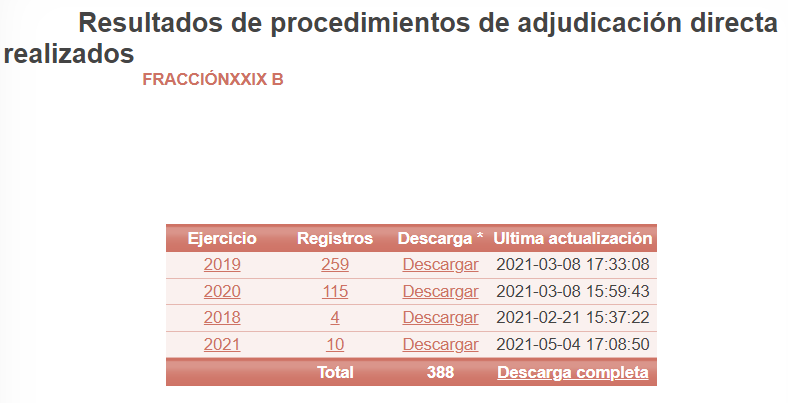 Resultados de procedimientos de adjudicación directa
realizados
FRACCIÓNXXIX B
Ejercicio Registros Descarga * Ultima actualización
2019 259 Descargar 2021-03-08 17:33:08
2020 115 Descargar 2021-03-08 15:59:43
2018 4 Descargar 2021-02-21 15:37:22
2021 10 Descargar 2021-05-04 17:08:50
Total 388 Descarga completa